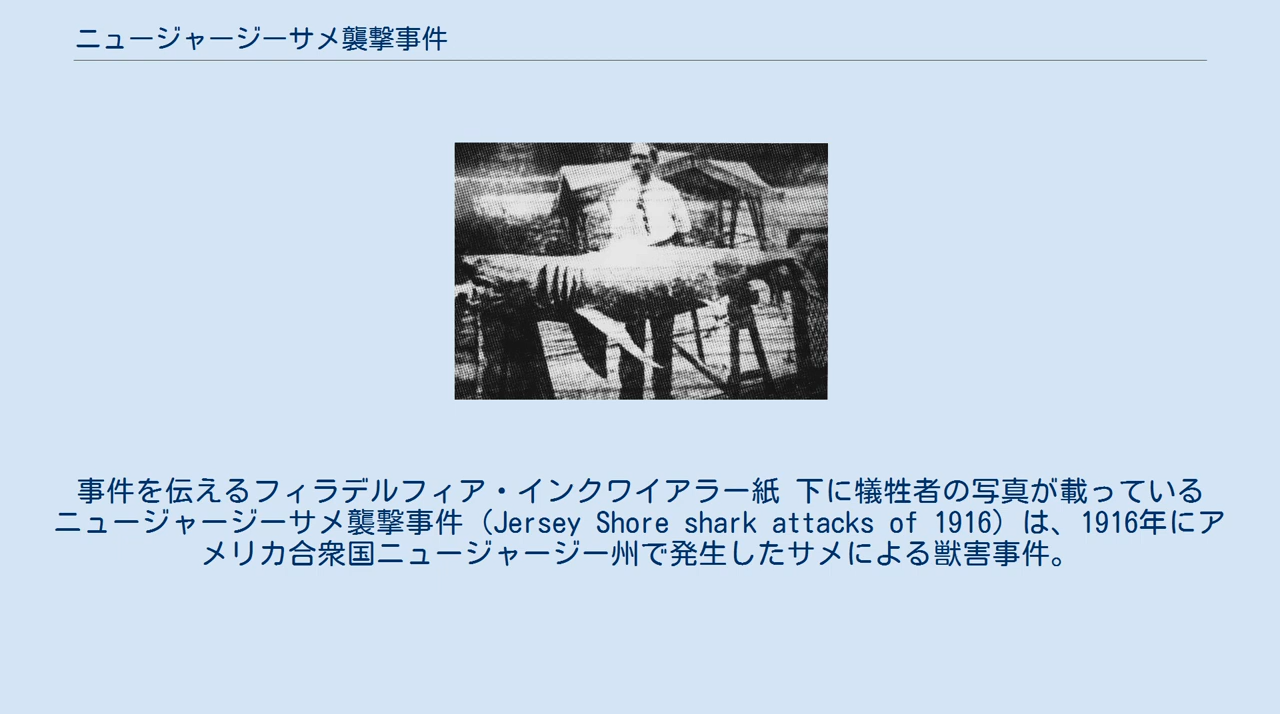 ニュージャージーサメ襲撃事件
事件を伝えるフィラデルフィア・インクワイアラー紙 下に犠牲者の写真が載っている
ニュージャージーサメ襲撃事件（Jersey Shore shark attacks of 1916）は、1916年にア
メリカ合衆国ニュージャージー州で発生したサメによる獣害事件。